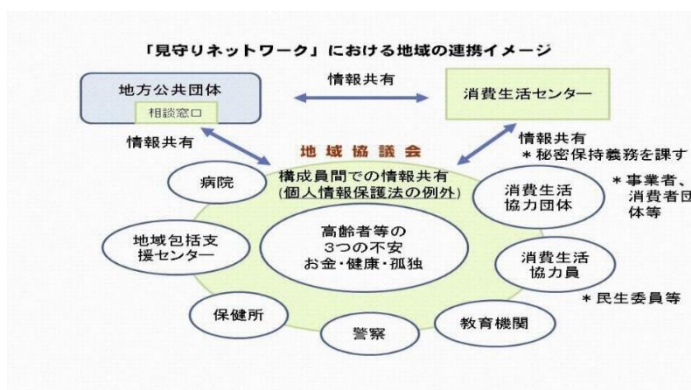 「見守りネットワーク」における地域の連携イメージ
情報共有
地方公共団体
相談窓口
消費生活センター
情報共有
情報共有
*秘密保持義務を課す
地域協議会
構成員間での情報共有
(個人情報保護法の例外)
病院
消費生活
協力団体
*事業者、
消費者団
体等
高齢者等の
3つの不安
お金・健康・孤独
地域包括支
援センター
消費生活
協力員
*民生委員等
保健所
警察
教育機関